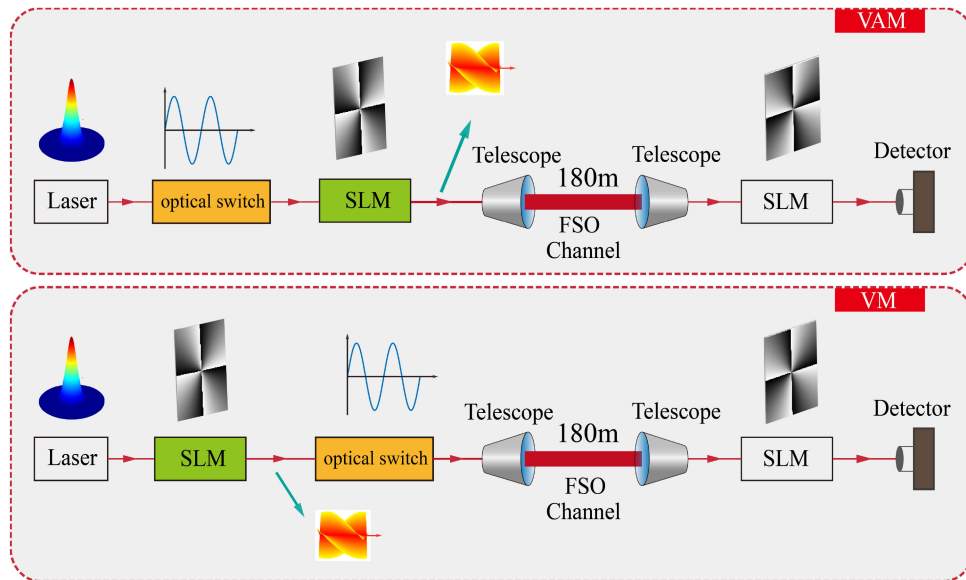 VAM
Telescope
Telescope
Detector
180m
Laser
optical switch
SLM
SLM
FSO
Channel
VM
Telescope
Telescope
Detector
180m
Laser
SLM
optical switch
SLM
FSO
Channel